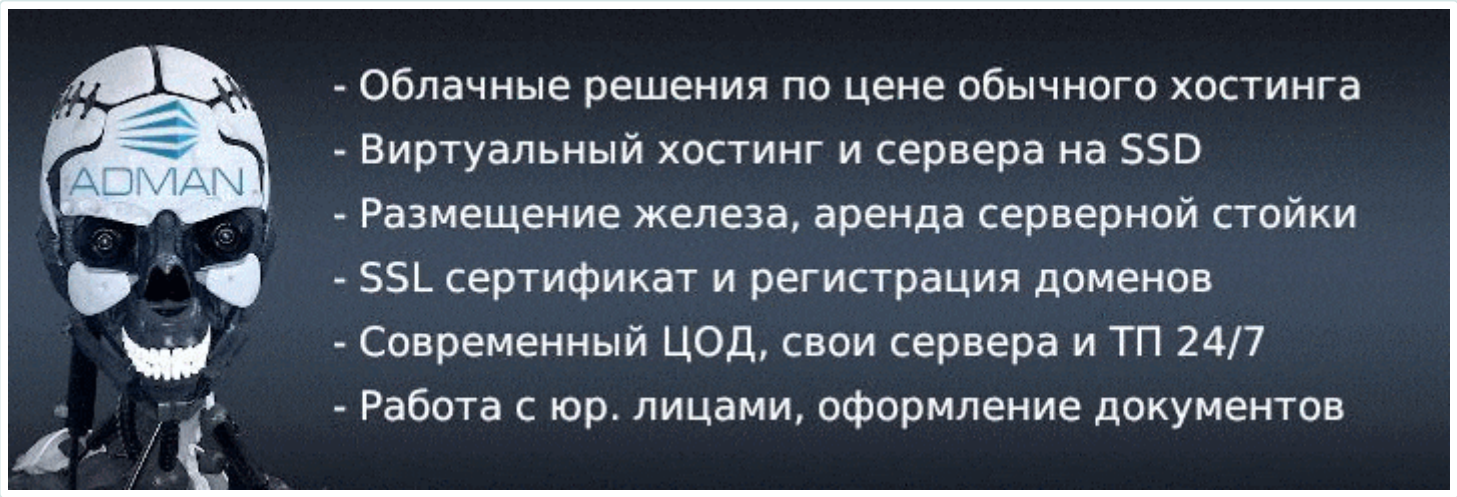 ADMAN
- Облачные решения по цене обычного хостинга
- Виртуальный хостинг и сервера на SSD
- Размещение железа, аренда серверной стойки
- SSL сертификат и регистрация доменов
- Современный ЦОД, свои сервера и ТП 24/7
- Работа с юр. лицами, оформление документов